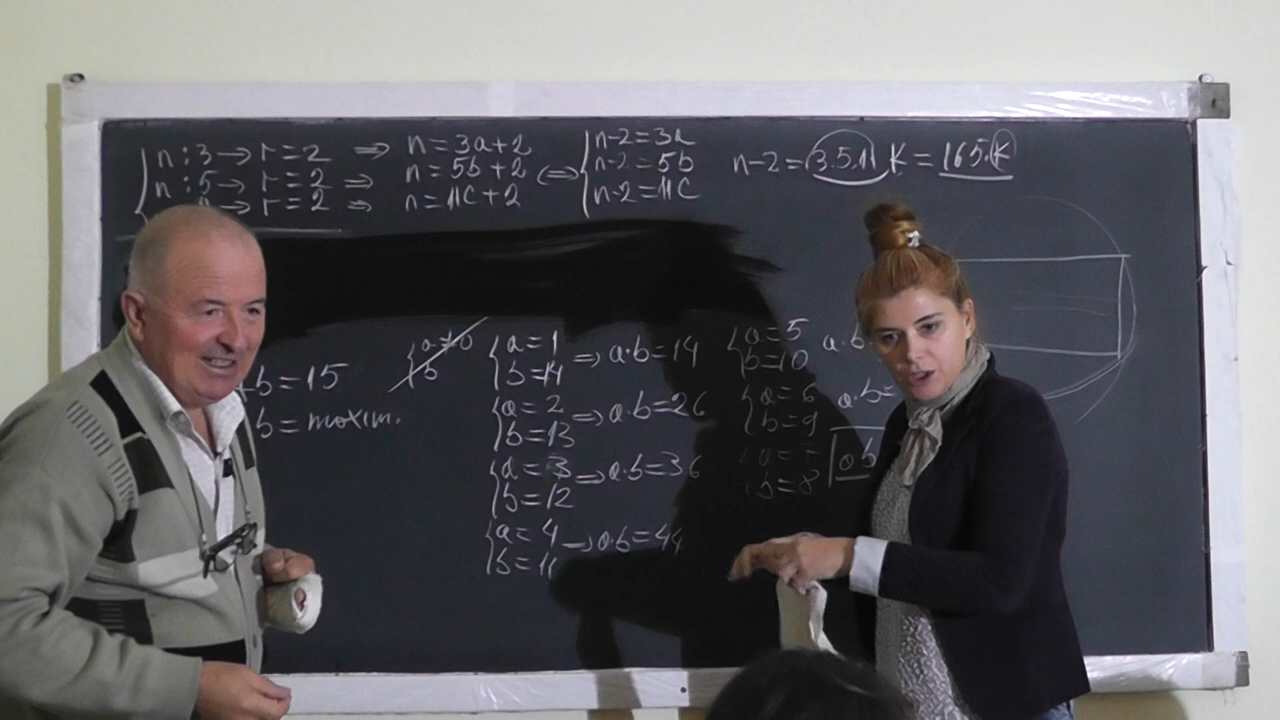 n : 3 → r = 2 ⇒ n = 3a + 2
n : 5 → r = 2 ⇒ n = 5b + 2 ⇔
→ r = 2 ⇒ n = 11c + 2
n-2 = 3a
n-2 = 5b
n-2 = 11c
n-2 = 3.5.11 K = 165.K
b = 15
b = maxim.
a = 1
b = 14 ⇒ a·b = 14
a = 2
b = 13 ⇒ a·b = 26
a = 3
b = 12 ⇒ a·b = 36
a = 4
b = 11 → a·b = 44
a = 5
b = 10 a·b
a = 6
b = 9 a·b =
a = 7
b = 8 ab